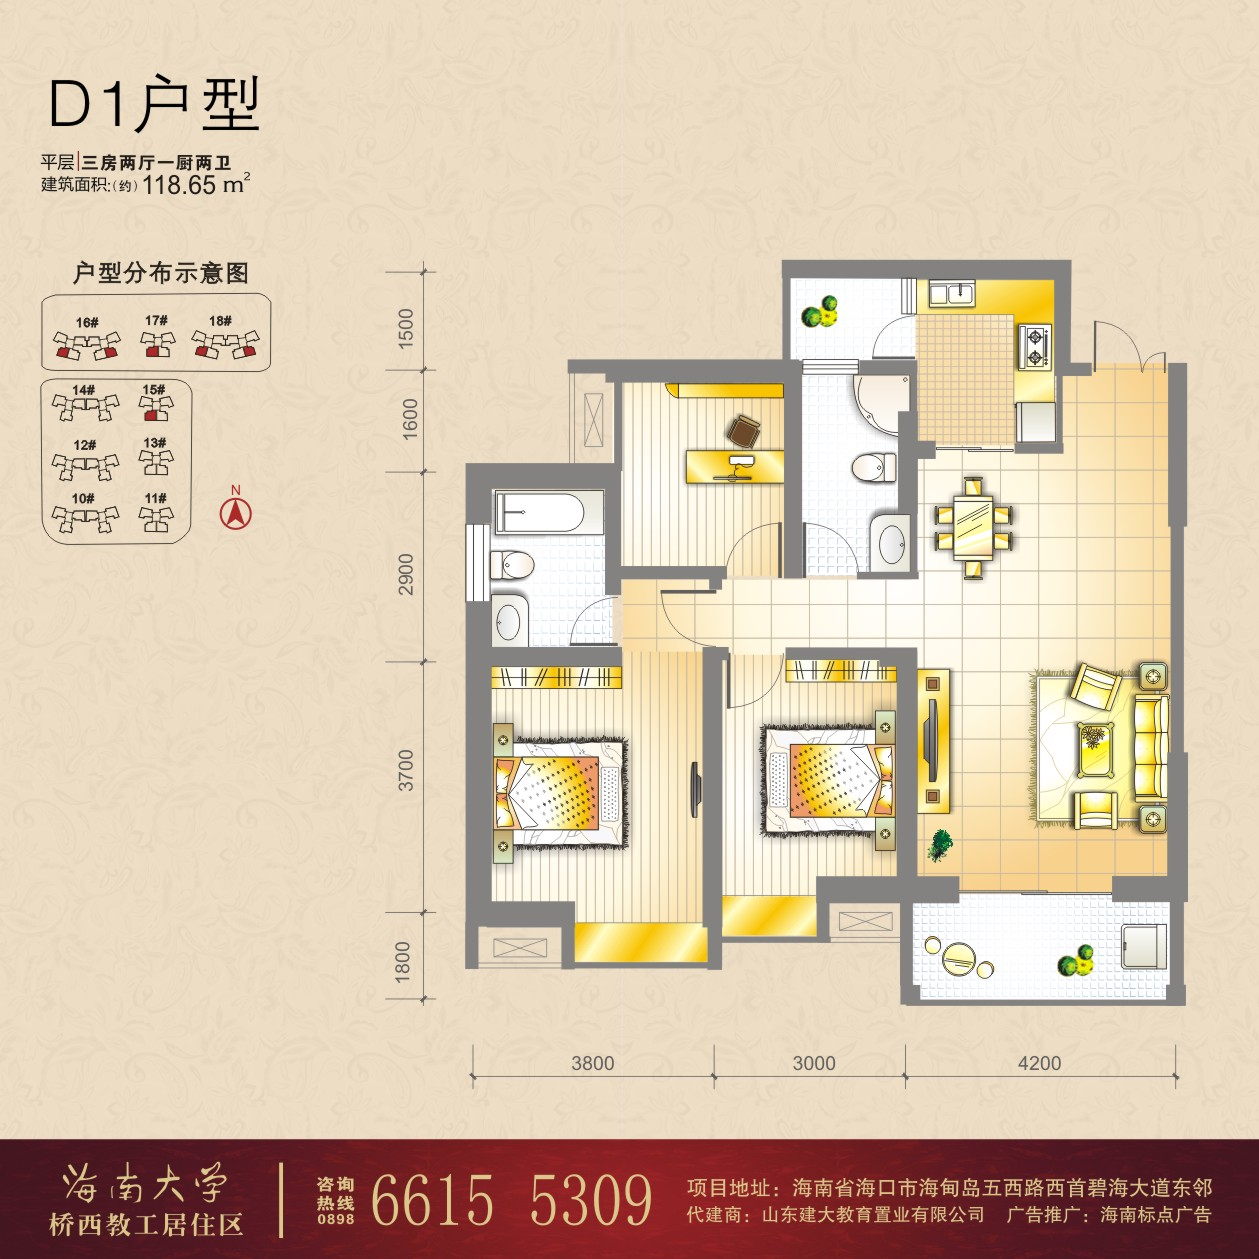 D1户型
平层|三房两厅一厨两卫
建筑面积:(约)118.65 m²
户型分布示意图
16# 17# 18#
14# 15#
12# 13#
10# 11#
N
1500
1600
2900
3700
1800
3800 3000 4200
海南大学
桥西教工居住区
咨询
热线
0898
6615 5309
项目地址：海南省海口市海甸岛五西路西首碧海大道东邻
代建商：山东建大教育置业有限公司 广告推广：海南标点广告